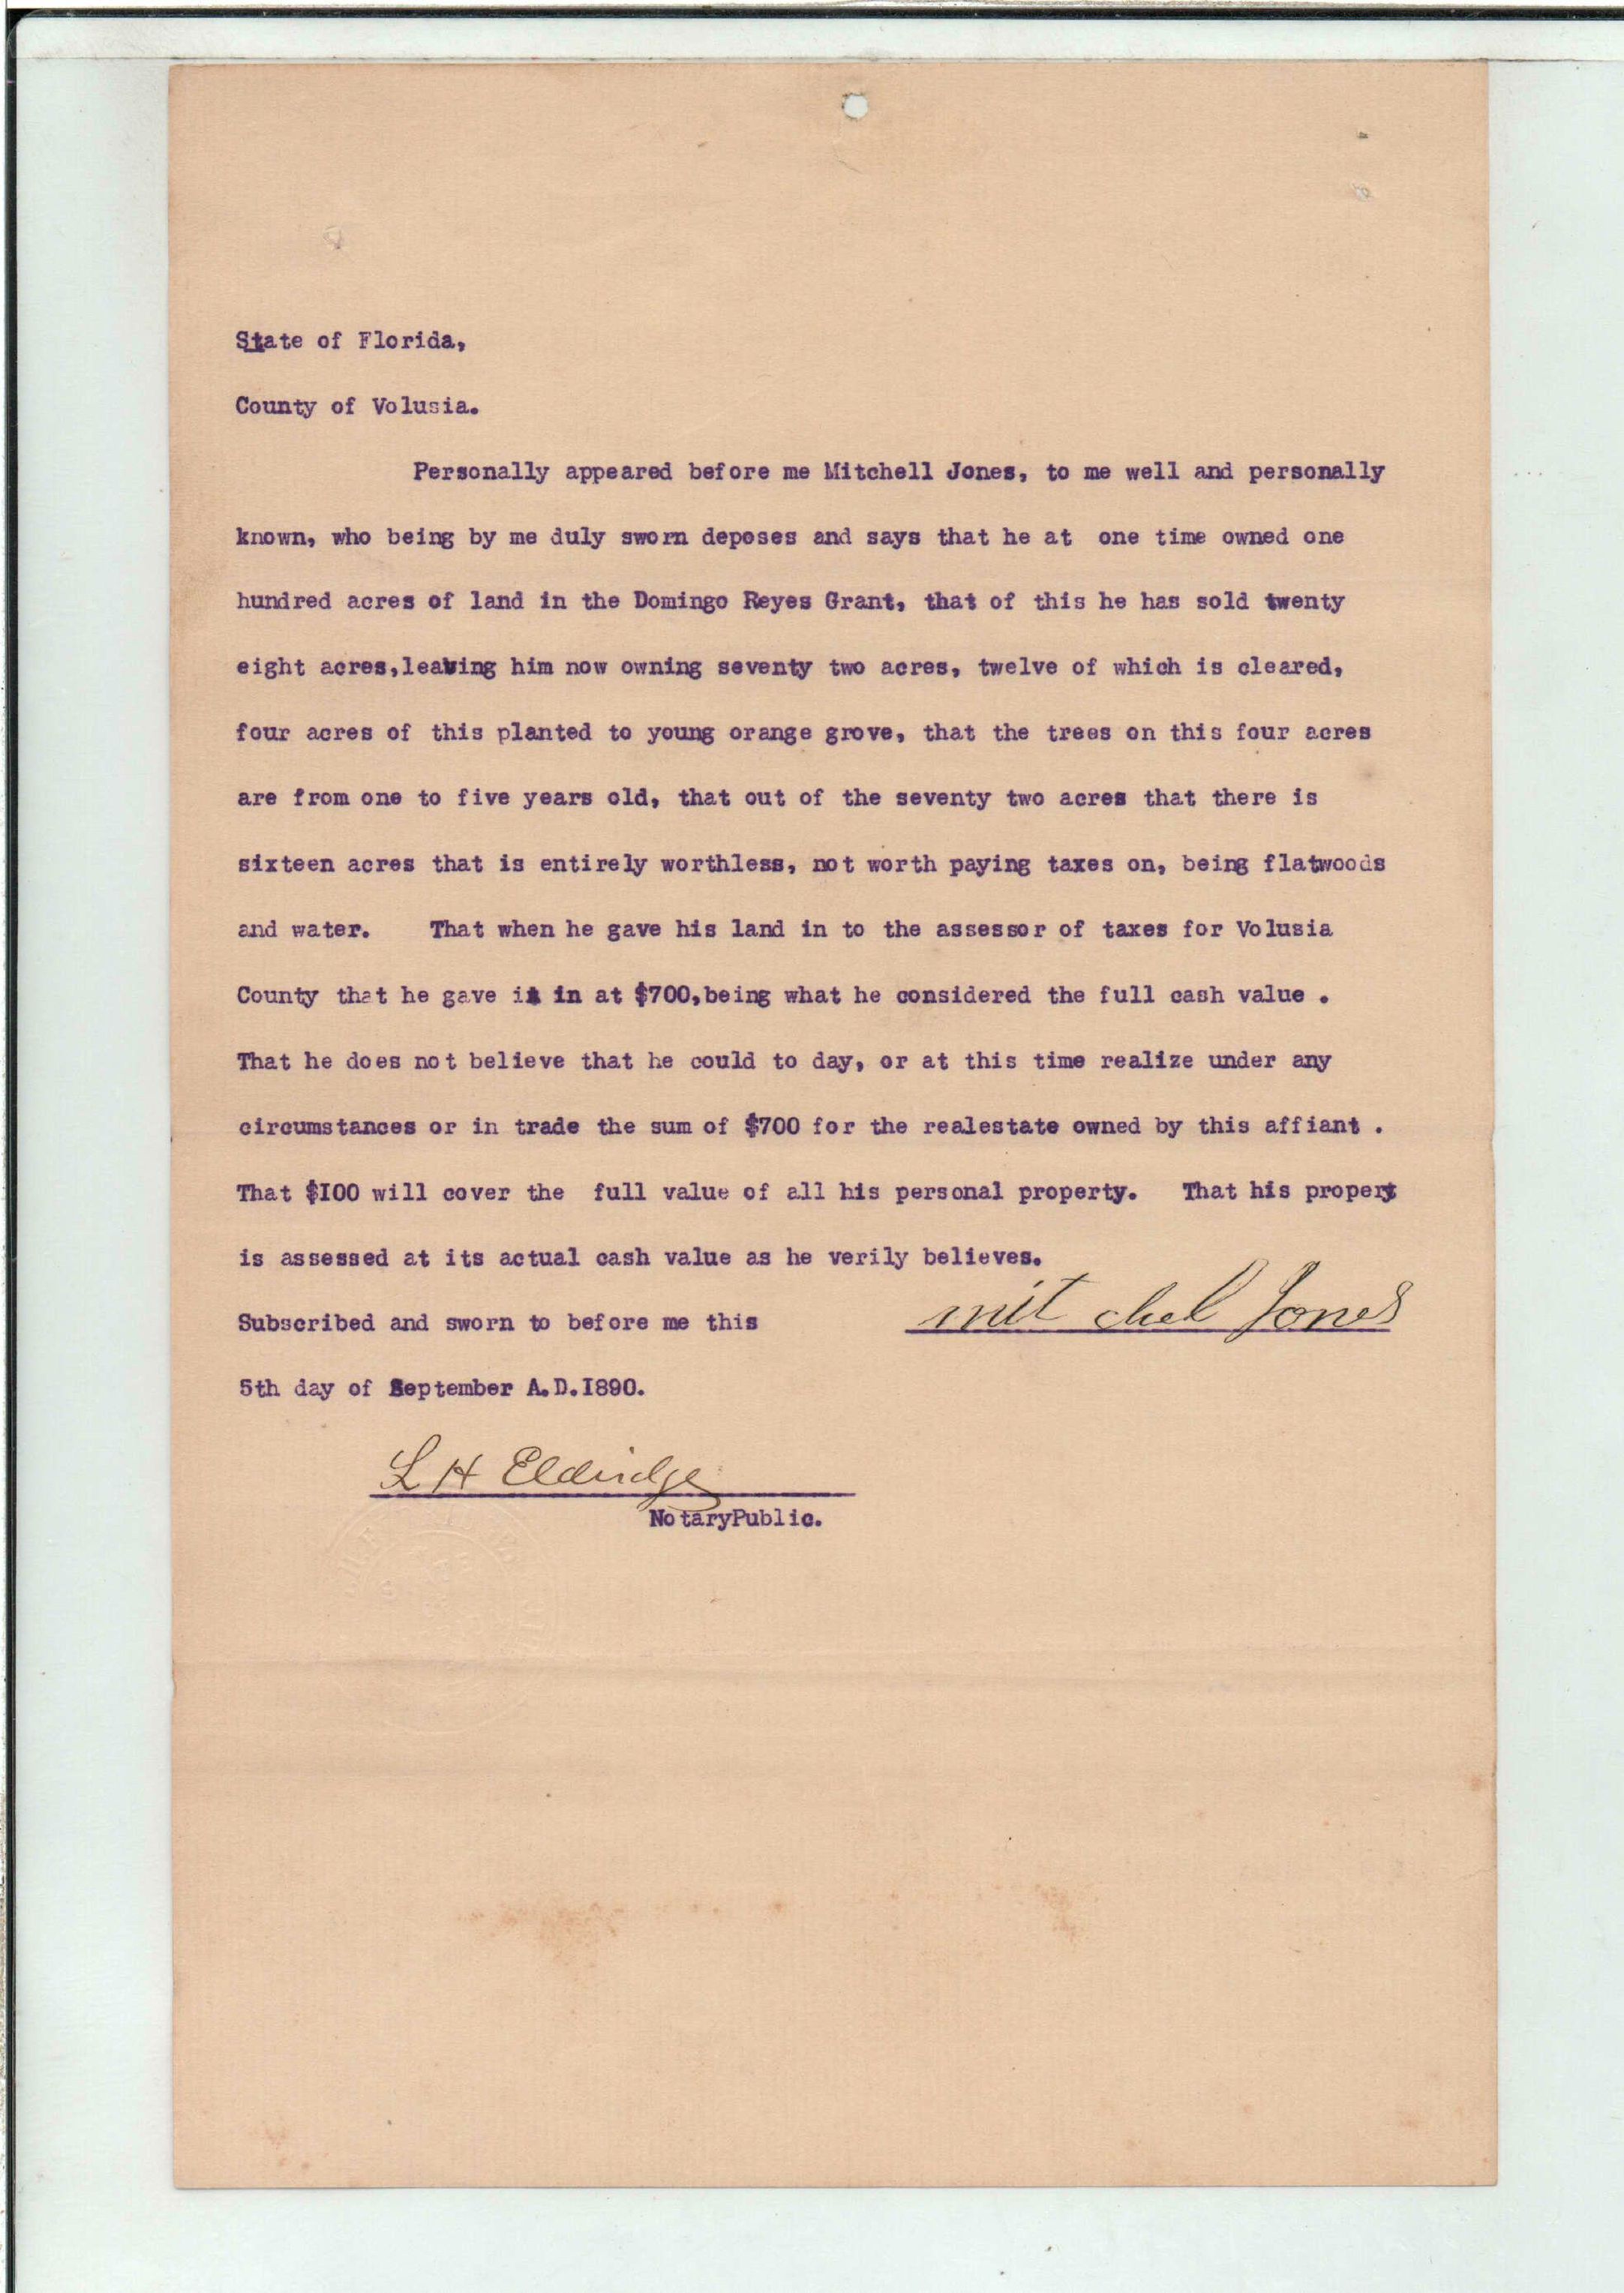 State of Florida,
County of Volusia.
Personally appeared before me Mitchell Jones, to me well and personally
known, who being by me duly sworn deposes and says that he at one time owned one
hundred acres of land in the Domingo Reyes Grant, that of this he has sold twenty
eight acres,leaving him now owning seventy two acres, twelve of which is cleared,
four acres of this planted to young orange grove, that the trees on this four acres
are from one to five years old, that out of the seventy two acres that there is
sixteen acres that is entirely worthless, not worth paying taxes on, being flatwoods
and water. That when he gave his land in to the assessor of taxes for Volusia
County that he gave it in at $700,being what he considered the full cash value .
That he does not believe that he could to day, or at this time realize under any
circumstances or in trade the sum of $700 for the realestate owned by this affiant .
That $I00 will cover the full value of all his personal property. That his property
is assessed at its actual cash value as he verily believes.
mit chel Jones
Subscribed and sworn to before me this
5th day of September A.D.I890.
L H Eldridge
NotaryPublic.